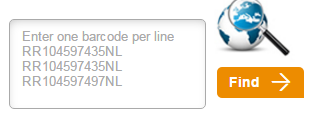 Enter one barcode per line
RR104597435NL
RR104597435NL
RR104597497NL
Find